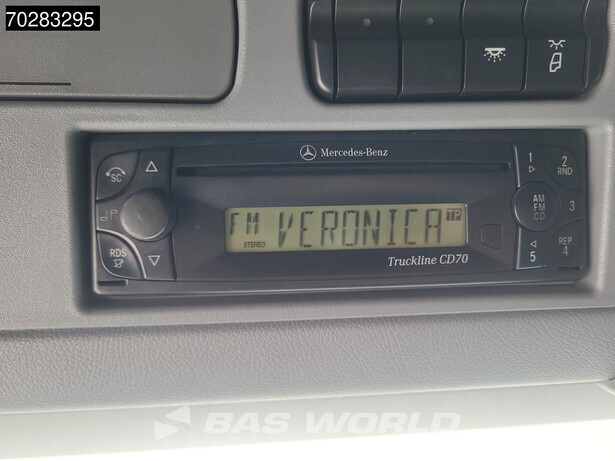 70283295
Mercedes-Benz
SC
RDS
FM STEREO VERONICA TP
Truckline CD70
1
2 RND
AM FM CD
3
5
REP 4
BAS WORLD